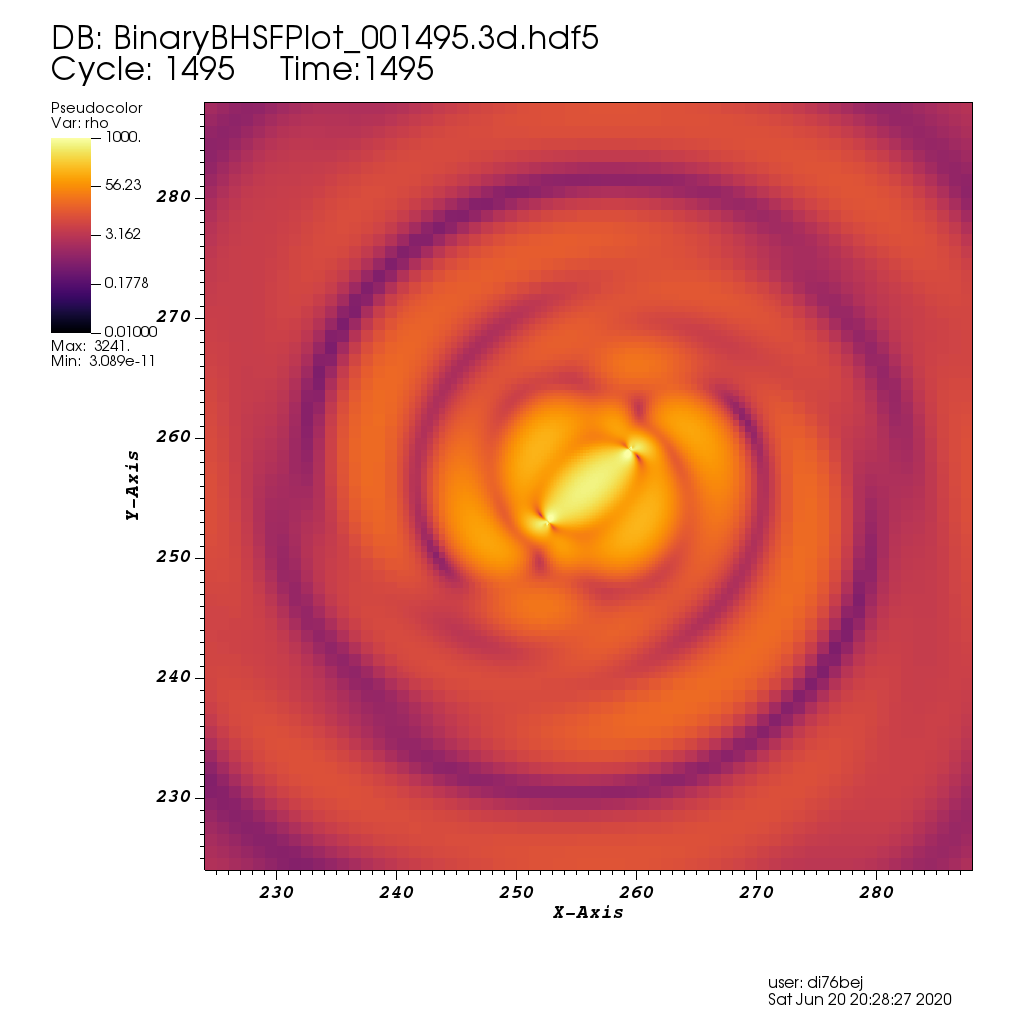 DB: BinaryBHSFPlot_001495.3d.hdf5
Cycle: 1495 Time:1495
Pseudocolor
Var: rho
1000.
56.23
3.162
0.1778
0.01000
Max: 3241.
Min: 3.089e-11
280
270
260
250
240
230
Y-Axis
230 240 250 260 270 280
X-Axis
user: di76bej
Sat Jun 20 20:28:27 2020